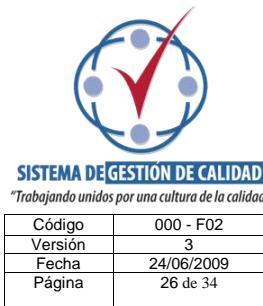 SISTEMA DE GESTIÓN DE CALIDAD
"Trabajando unidos por una cultura de la calidad
Código 000 - F02
Versión 3
Fecha 24/06/2009
Página 26 de 34